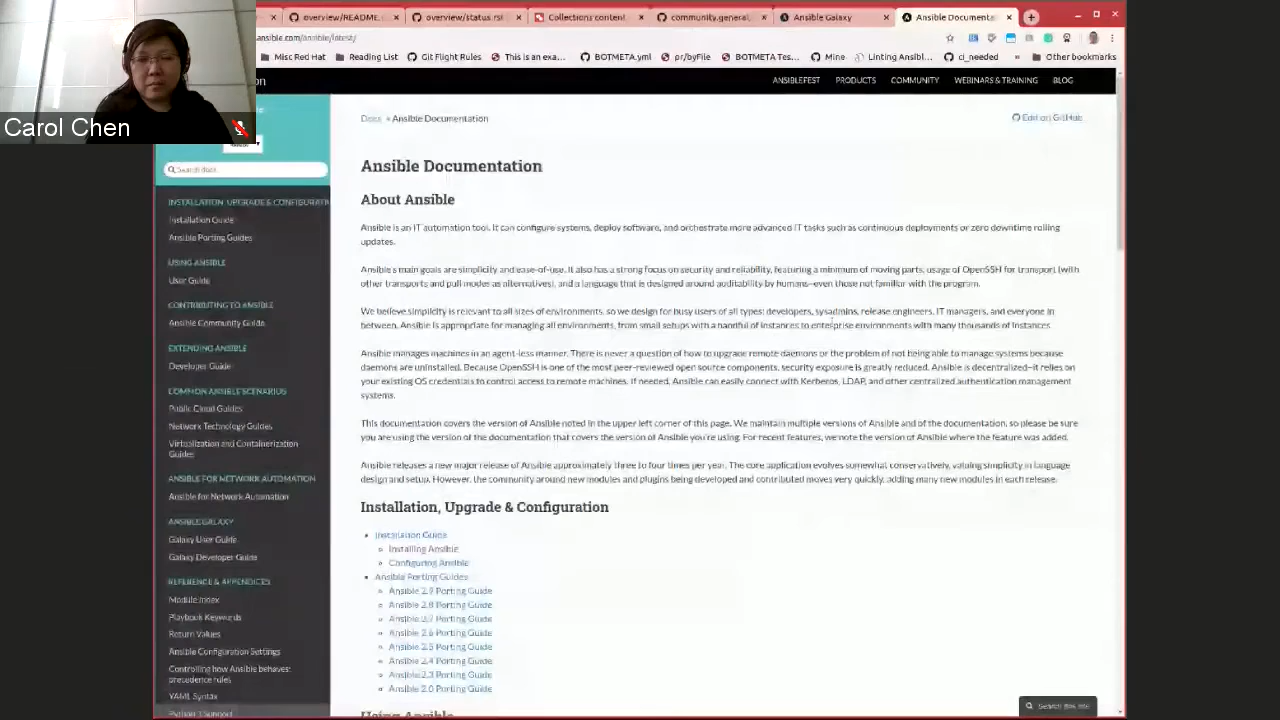 overview/README.
overview/status.rs
Collections content
community.general,
Ansible Galaxy
Ansible Documenta
ansible.com/ansible/latest/
Misc Red Hat
Reading List
Git Flight Rules
This is an exa...
BOTMETA.yml
pr/byFile
BOTMETA Tes...
Mine
Linting Ansibl...
ci_needed
»
Other bookmarks
ANSIBLEFEST
PRODUCTS
COMMUNITY
WEBINARS & TRAINING
BLOG
Carol Chen
Search docs
INSTALLATION, UPGRADE & CONFIGURATI
Installation Guide
Ansible Porting Guides
USING ANSIBLE
User Guide
CONTRIBUTING TO ANSIBLE
Ansible Community Guide
EXTENDING ANSIBLE
Developer Guide
COMMON ANSIBLE SCENARIOS
Public Cloud Guides
Network Technology Guides
Virtualization and Containerization
Guides
ANSIBLE FOR NETWORK AUTOMATION
Ansible for Network Automation
ANSIBLE GALAXY
Galaxy User Guide
Galaxy Developer Guide
REFERENCE & APPENDICES
Module Index
Playbook Keywords
Return Values
Ansible Configuration Settings
Controlling how Ansible behaves:
precedence rules
YAML Syntax
Python 3 Support
Docs » Ansible Documentation
Edit on GitHub
Ansible Documentation
About Ansible
Ansible is an IT automation tool. It can configure systems, deploy software, and orchestrate more advanced IT tasks such as continuous deployments or zero downtime rolling
updates.
Ansible's main goals are simplicity and ease-of-use. It also has a strong focus on security and reliability, featuring a minimum of moving parts, usage of OpenSSH for transport (with
other transports and pull modes as alternatives), and a language that is designed around auditability by humans–even those not familiar with the program.
We believe simplicity is relevant to all sizes of environments, so we design for busy users of all types: developers, sysadmins, release engineers, IT managers, and everyone in
between. Ansible is appropriate for managing all environments, from small setups with a handful of instances to enterprise environments with many thousands of instances.
Ansible manages machines in an agent-less manner. There is never a question of how to upgrade remote daemons or the problem of not being able to manage systems because
daemons are uninstalled. Because OpenSSH is one of the most peer-reviewed open source components, security exposure is greatly reduced. Ansible is decentralized–it relies on
your existing OS credentials to control access to remote machines. If needed, Ansible can easily connect with Kerberos, LDAP, and other centralized authentication management
systems.
This documentation covers the version of Ansible noted in the upper left corner of this page. We maintain multiple versions of Ansible and of the documentation, so please be sure
you are using the version of the documentation that covers the version of Ansible you're using. For recent features, we note the version of Ansible where the feature was added.
Ansible releases a new major release of Ansible approximately three to four times per year. The core application evolves somewhat conservatively, valuing simplicity in language
design and setup. However, the community around new modules and plugins being developed and contributed moves very quickly, adding many new modules in each release.
Installation, Upgrade & Configuration
Installation Guide
Installing Ansible
Configuring Ansible
Ansible Porting Guides
Ansible 2.9 Porting Guide
Ansible 2.8 Porting Guide
Ansible 2.7 Porting Guide
Ansible 2.6 Porting Guide
Ansible 2.5 Porting Guide
Ansible 2.4 Porting Guide
Ansible 2.3 Porting Guide
Ansible 2.0 Porting Guide
Using Ansible
Search this site